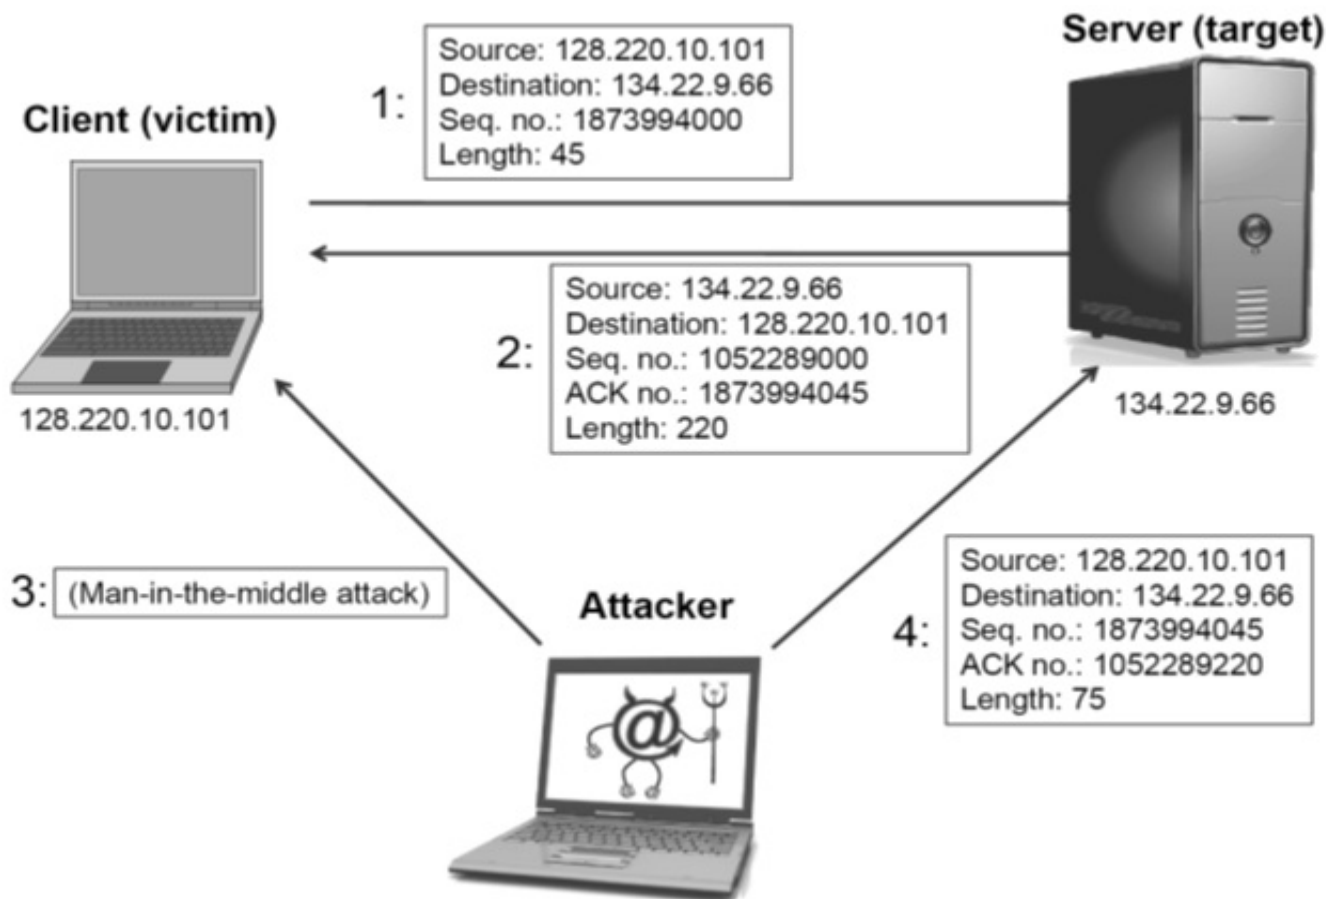 Server (target)
Client (victim)
1:
Source: 128.220.10.101
Destination: 134.22.9.66
Seq. no.: 1873994000
Length: 45
2:
Source: 134.22.9.66
Destination: 128.220.10.101
Seq. no.: 1052289000
ACK no.: 1873994045
Length: 220
128.220.10.101
134.22.9.66
3: (Man-in-the-middle attack)
Attacker
4:
Source: 128.220.10.101
Destination: 134.22.9.66
Seq. no.: 1873994045
ACK no.: 1052289220
Length: 75
@